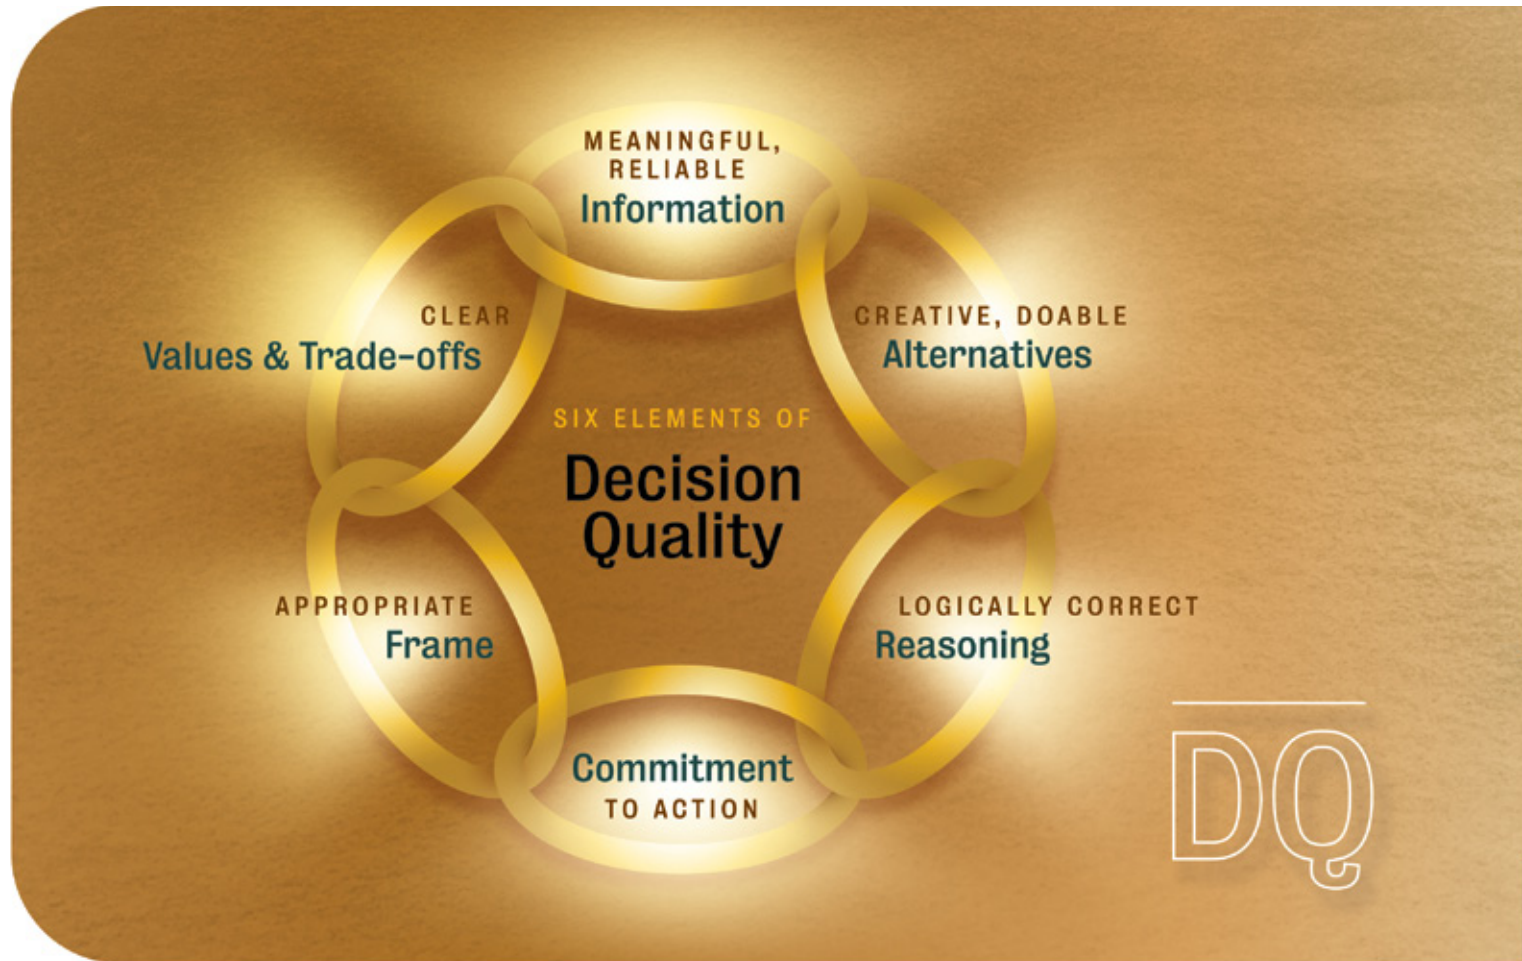 MEANINGFUL,
RELIABLE
Information
CLEAR
Values & Trade-offs
CREATIVE, DOABLE
Alternatives
SIX ELEMENTS OF
Decision
Quality
APPROPRIATE
Frame
LOGICALLY CORRECT
Reasoning
Commitment
TO ACTION
DQ